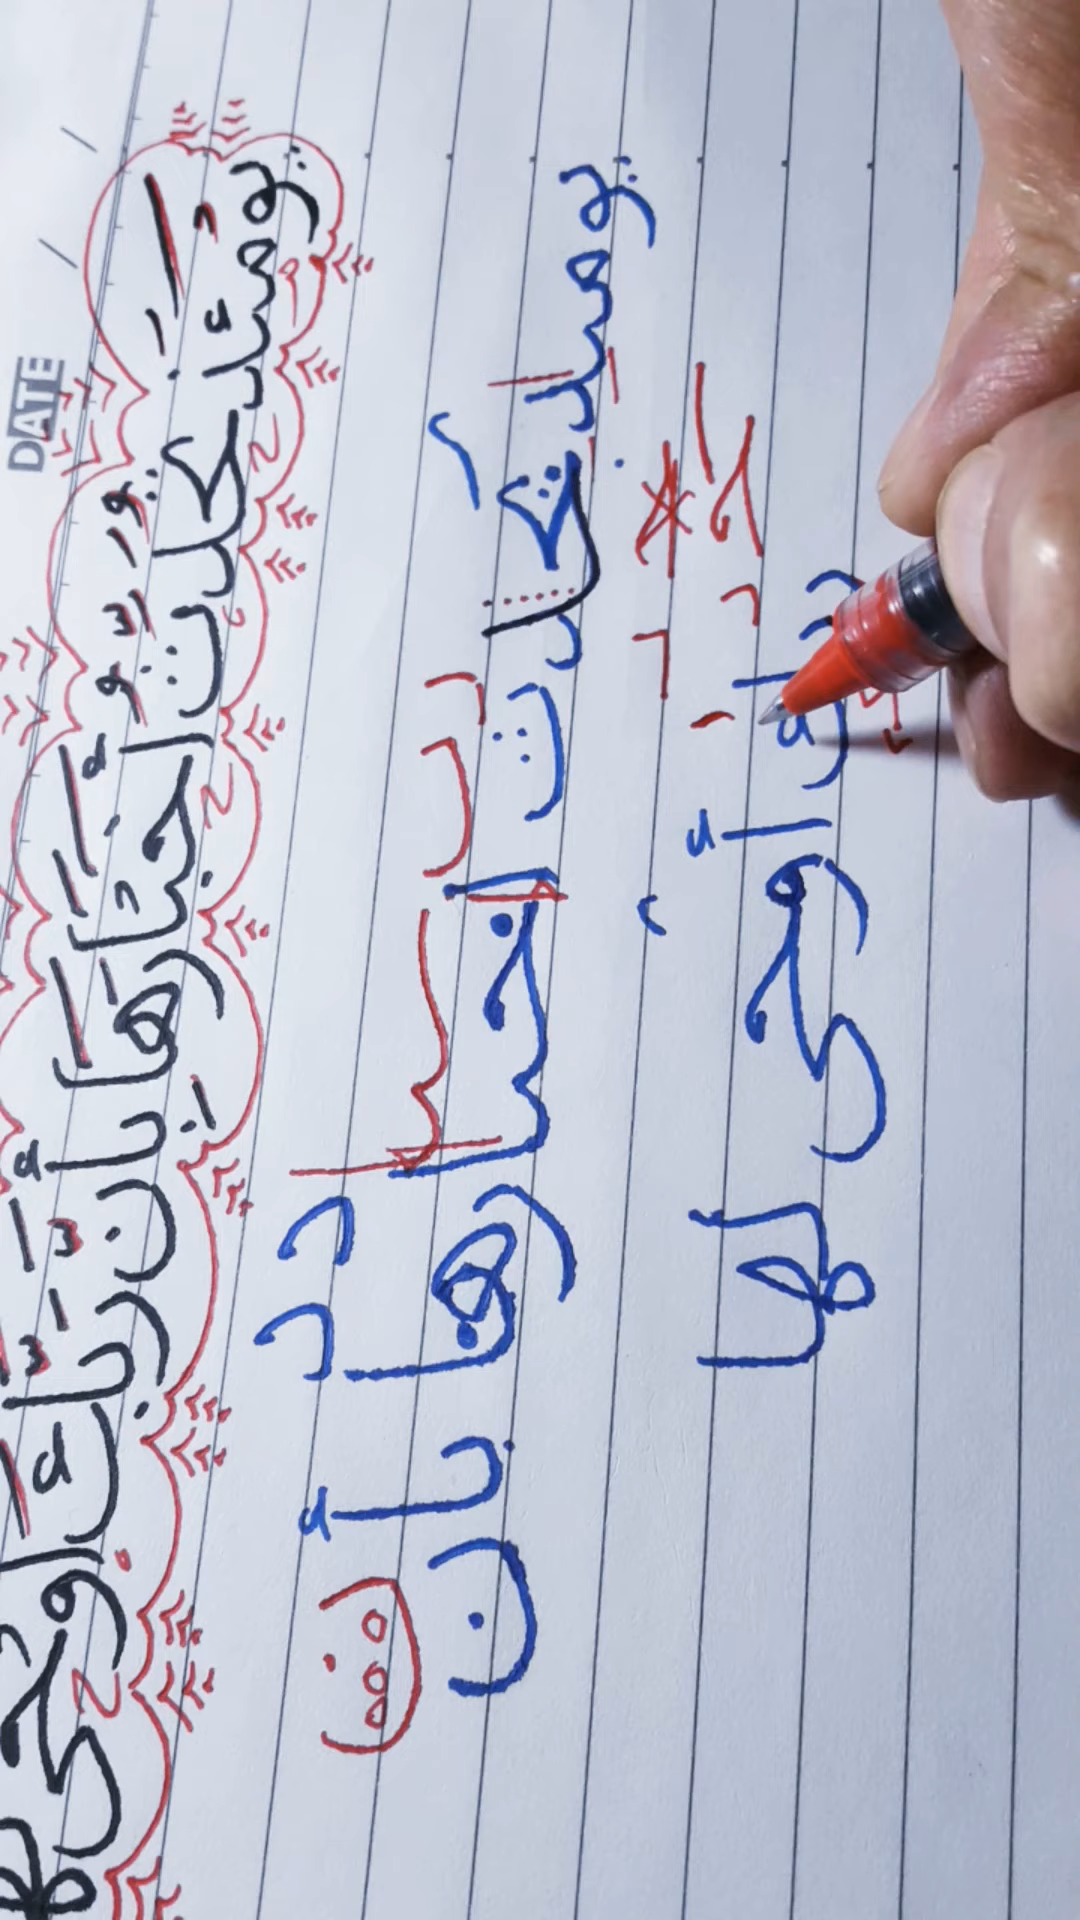 DATE
يَوْمَئِذٍ تُحَدِّثُ أَخْبَارَهَا بِأَنَّ رَبَّكَ أَوْحَى لَهَا
يومئذ تحدث أخبارها بأن
ربك أوحى لها